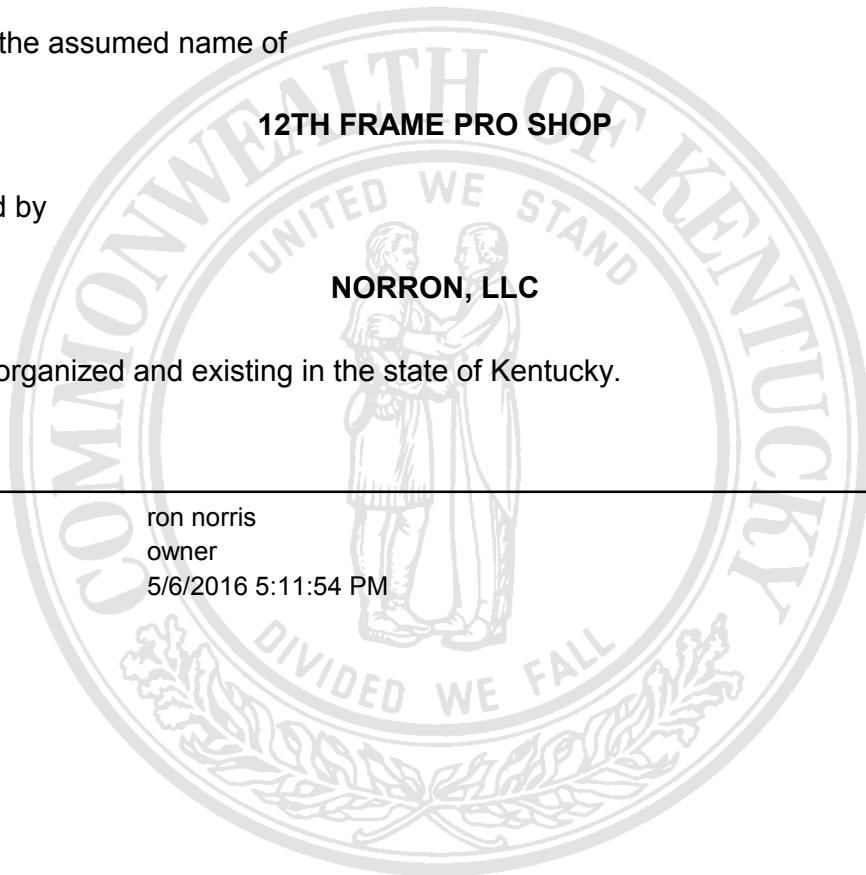 the assumed name of
12TH FRAME PRO SHOP
d by
NORRON, LLC
organized and existing in the state of Kentucky.
ron norris
owner
5/6/2016 5:11:54 PM
COMMONWEALTH OF KENTUCKY
UNITED WE STAND
DIVIDED WE FALL